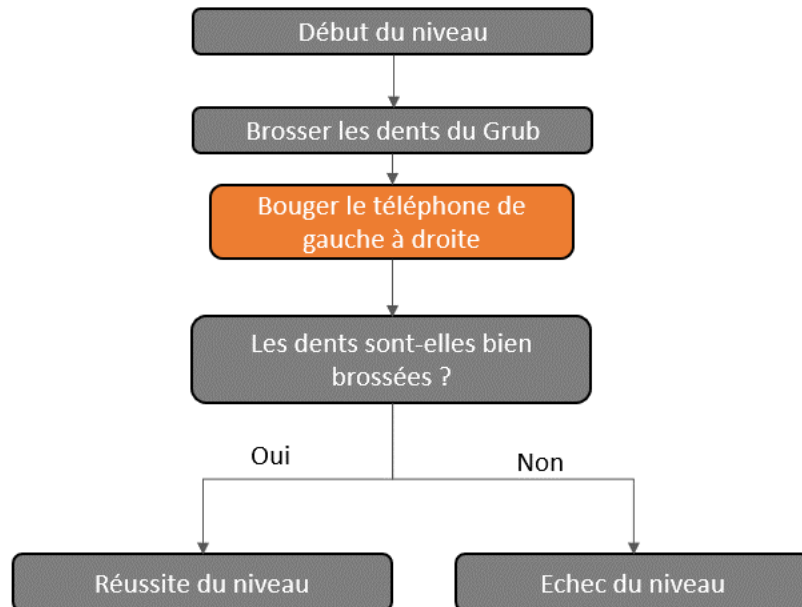 Début du niveau
Brosser les dents du Grub
Bouger le téléphone de
gauche à droite
Les dents sont-elles bien
brossées ?
Oui
Non
Réussite du niveau
Echec du niveau